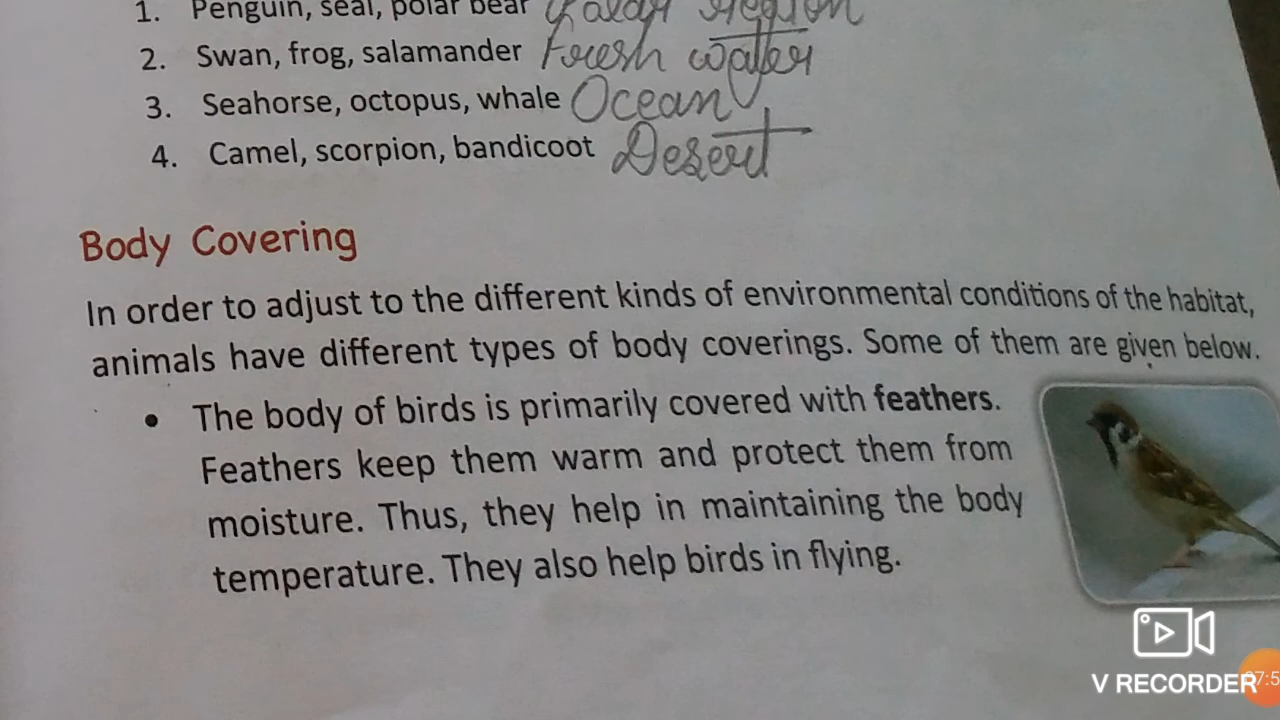 1. Penguin, seal, polar bear Polar region
2. Swan, frog, salamander Fresh water
3. Seahorse, octopus, whale Ocean
4. Camel, scorpion, bandicoot Desert
Body Covering
In order to adjust to the different kinds of environmental conditions of the habitat,
animals have different types of body coverings. Some of them are given below.
• The body of birds is primarily covered with feathers.
Feathers keep them warm and protect them from
moisture. Thus, they help in maintaining the body
temperature. They also help birds in flying.
V RECORDER